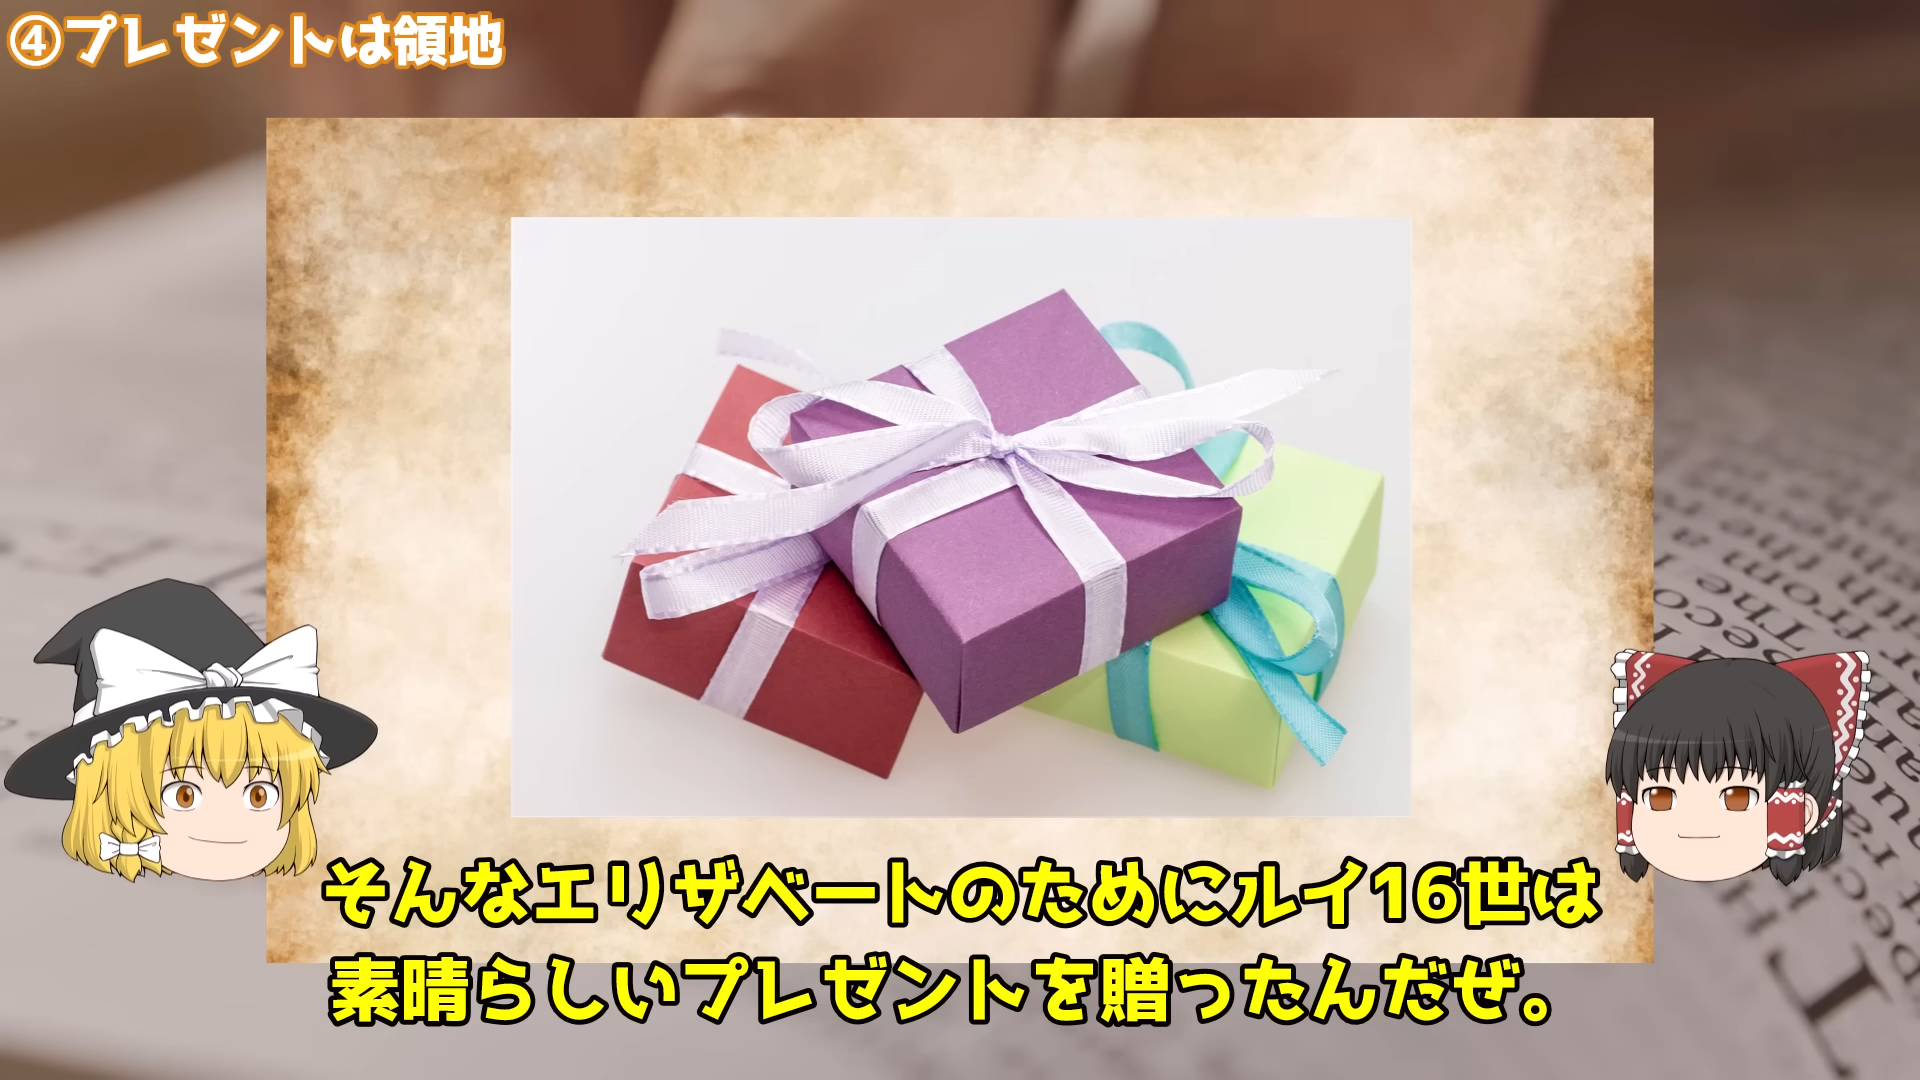 ④プレゼントは領地
そんなエリザベートのためにルイ16世は
素晴らしいプレゼントを贈ったんだぜ。